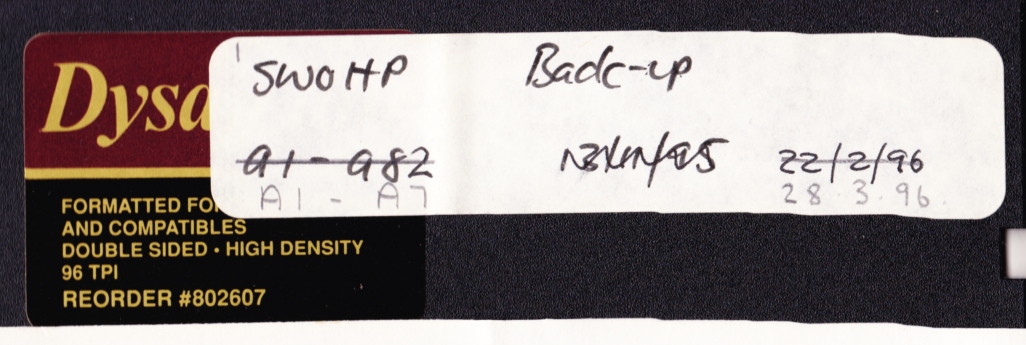 SWOHP Back-up
a1 - a82 22/2/96
A1 - A7 28.3.96.
Dysa
FORMATTED FO
AND COMPATIBLES
DOUBLE SIDED · HIGH DENSITY
96 TPI
REORDER #802607